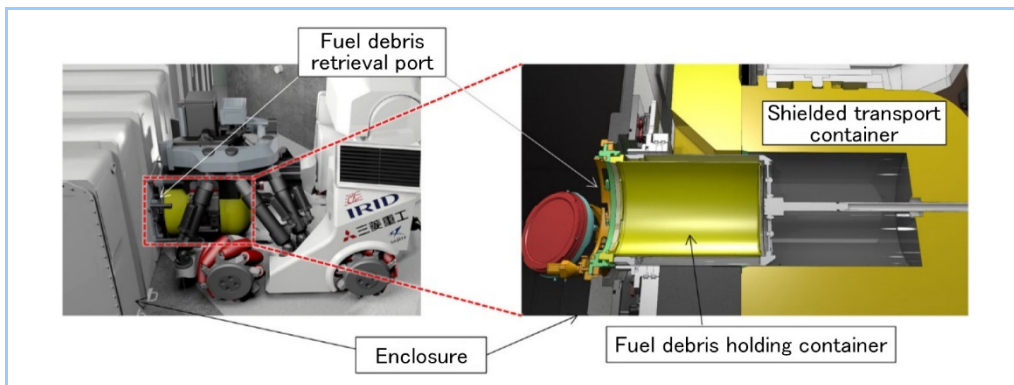 Fuel debris
retrieval port
Shielded transport
container
IRID
三菱重工
Enclosure
Fuel debris holding container